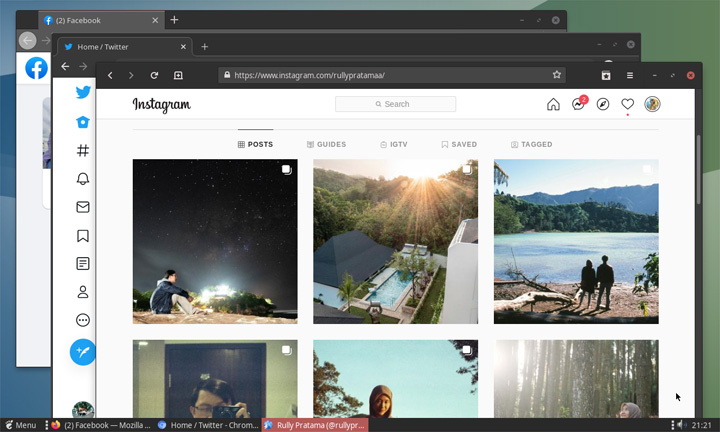 (2) Facebook
Home / Twitter
https://www.instagram.com/rullypratamaa/
Instagram
Search
2
POSTS
GUIDES
IGTV
SAVED
TAGGED
Menu
(2) Facebook — Mozilla ...
Home / Twitter - Chrom...
Rully Pratama (@rullypr...
21:21